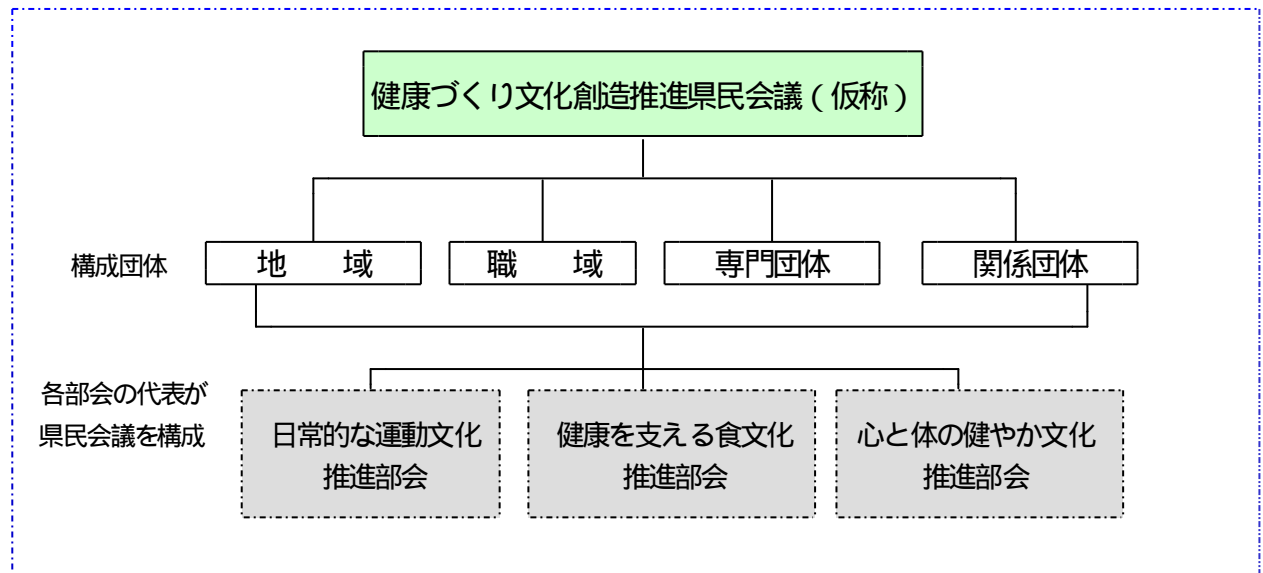 健康づくり文化創造推進県民会議（仮称）
構成団体
地　　域
職　　域
専門団体
関係団体
各部会の代表が
県民会議を構成
日常的な運動文化
推進部会
健康を支える食文化
推進部会
心と体の健やか文化
推進部会